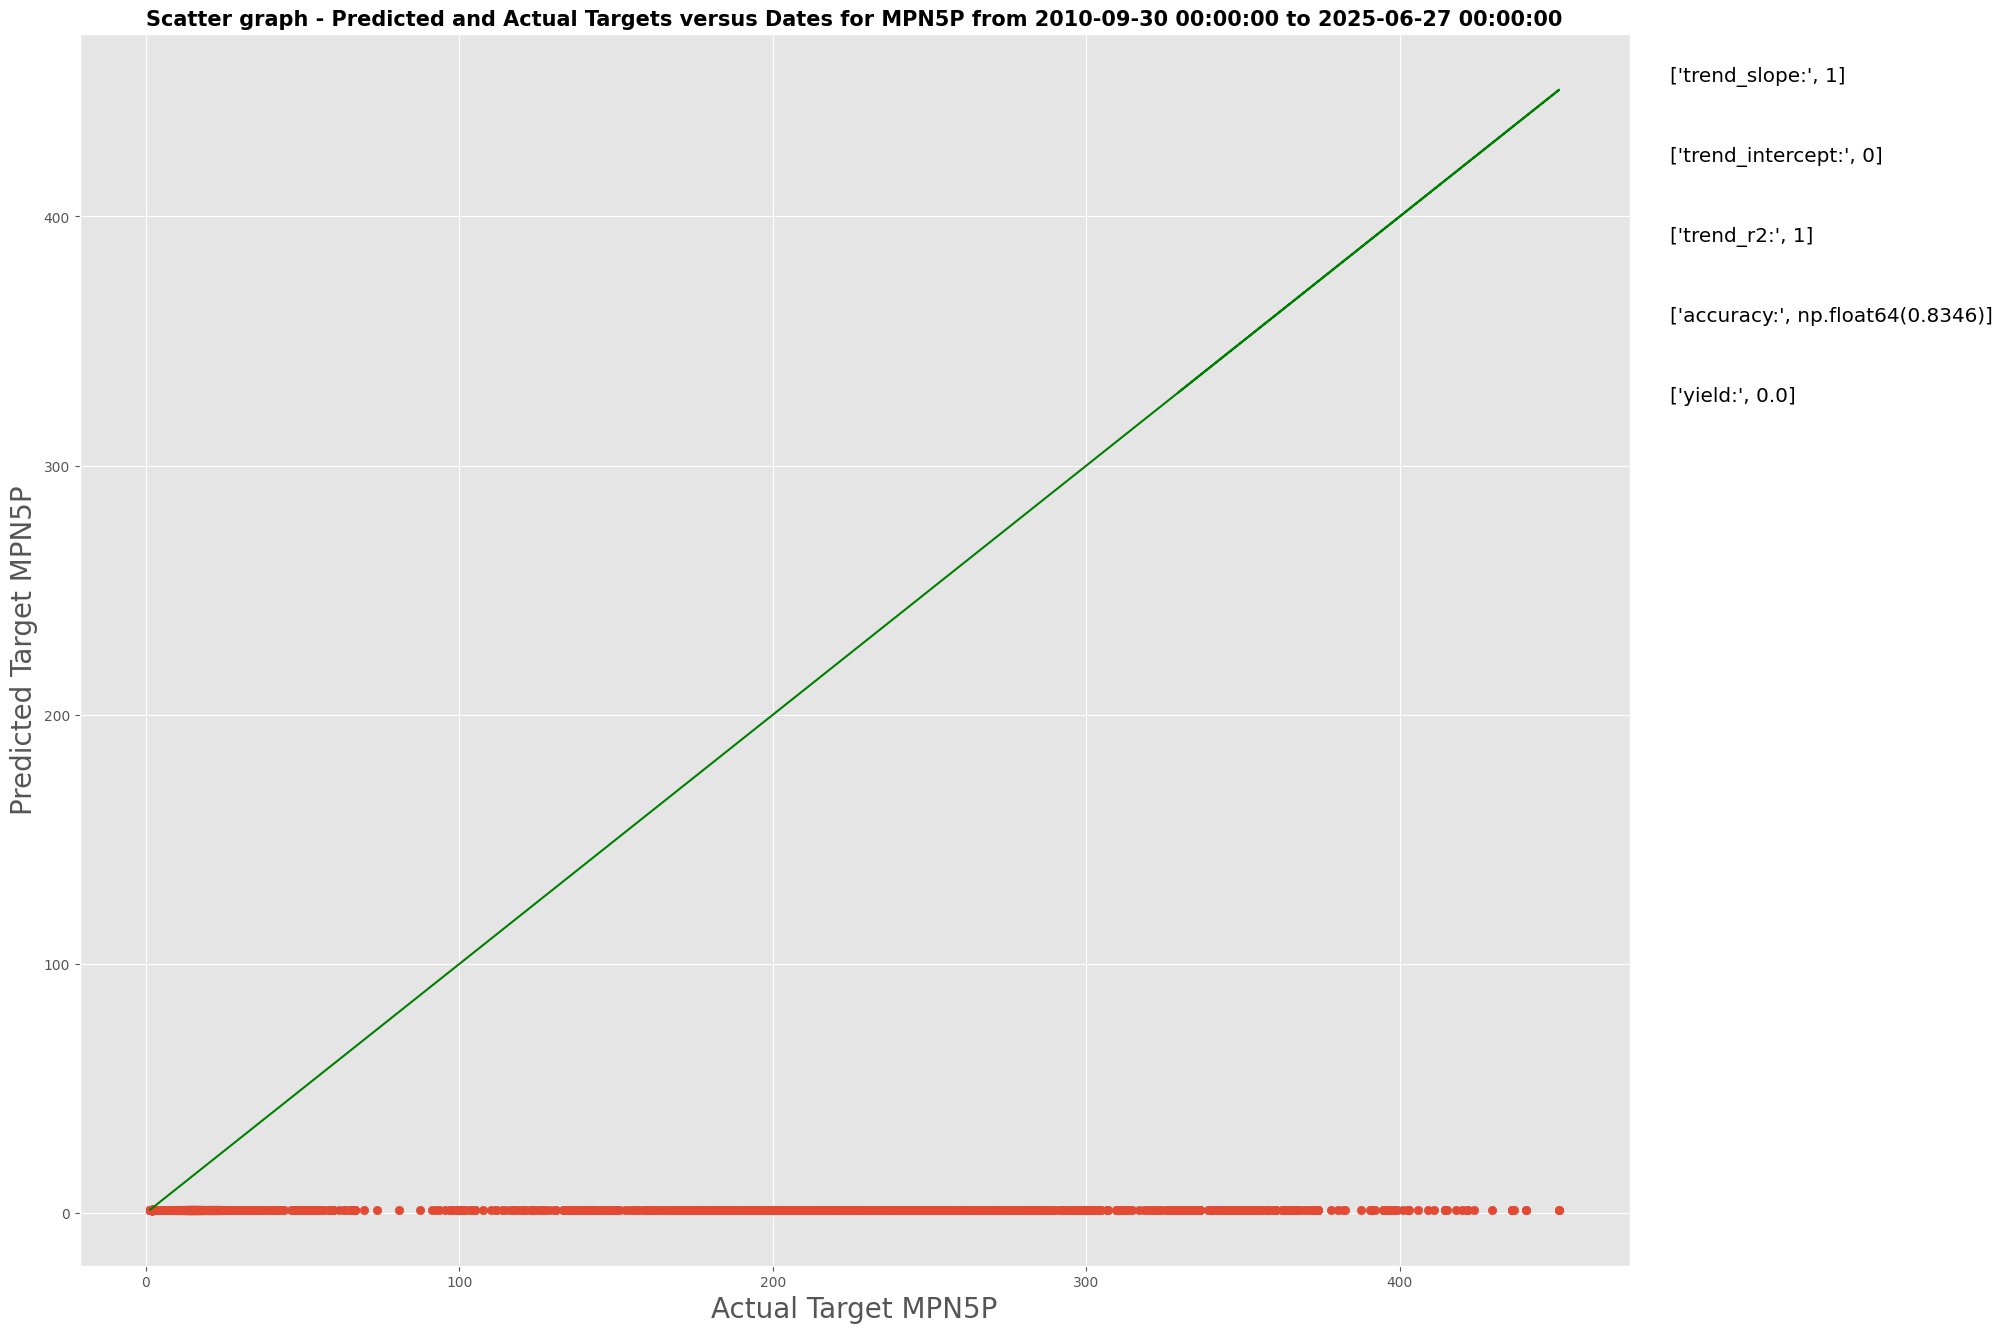 Scatter graph - Predicted and Actual Targets versus Dates for MPN5P from 2010-09-30 00:00:00 to 2025-06-27 00:00:00
['trend_slope:', 1]
['trend_intercept:', 0]
['trend_r2:', 1]
['accuracy:', np.float64(0.8346)]
['yield:', 0.0]
Predicted Target MPN5P
400
300
200
100
0
0 100 200 300 400
Actual Target MPN5P